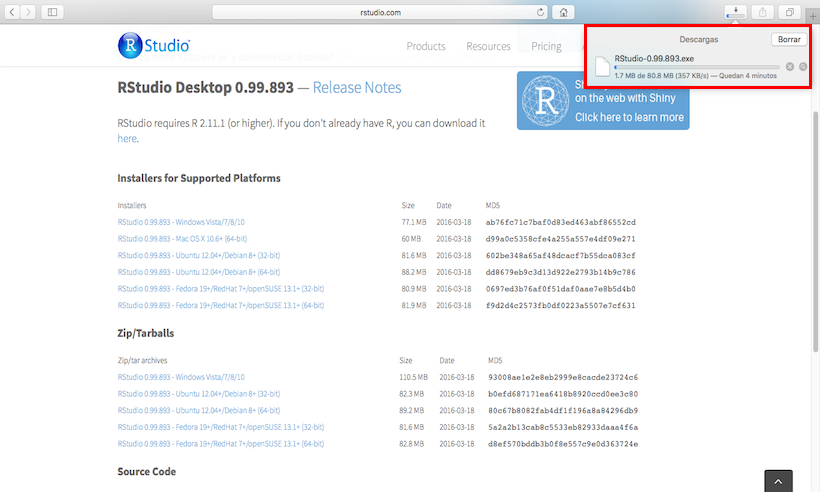 rstudio.com
R Studio
Products Resources Pricing
Descargas Borrar
RStudio-0.99.893.exe
1.7 MB de 80.8 MB (357 KB/s) — Quedan 4 minutos
RStudio Desktop 0.99.893 — Release Notes
R
on the web with Shiny
Click here to learn more
RStudio requires R 2.11.1 (or higher). If you don't already have R, you can download it
here.
Installers for Supported Platforms
Installers Size Date MD5
RStudio 0.99.893 - Windows Vista/7/8/10 77.1 MB 2016-03-18 ab76fc71c7baf0d83ed463abf86552cd
RStudio 0.99.893 - Mac OS X 10.6+ (64-bit) 60 MB 2016-03-18 d99a0c5358cfe4a255a557e4df09e271
RStudio 0.99.893 - Ubuntu 12.04+/Debian 8+ (32-bit) 81.6 MB 2016-03-18 602be348a65af48dcacf7b55dca083cf
RStudio 0.99.893 - Ubuntu 12.04+/Debian 8+ (64-bit) 88.2 MB 2016-03-18 dd8679eb9c3d13d922e2793b14b9c786
RStudio 0.99.893 - Fedora 19+/RedHat 7+/openSUSE 13.1+ (32-bit) 80.9 MB 2016-03-18 0697ed3b76af0f51daf0aae7e8b5d4b0
RStudio 0.99.893 - Fedora 19+/RedHat 7+/openSUSE 13.1+ (64-bit) 81.9 MB 2016-03-18 f9d2d4c2573fb0df0223a5507e7cf631
Zip/Tarballs
Zip/tar archives Size Date MD5
RStudio 0.99.893 - Windows Vista/7/8/10 110.5 MB 2016-03-18 93008ae1e2e8eb2999e8cacde23724c6
RStudio 0.99.893 - Ubuntu 12.04+/Debian 8+ (32-bit) 82.3 MB 2016-03-18 b0efd687171ea6418b8920ccd0ee3c80
RStudio 0.99.893 - Ubuntu 12.04+/Debian 8+ (64-bit) 89.2 MB 2016-03-18 80c67b8082fab4df1f196a8a84296db9
RStudio 0.99.893 - Fedora 19+/RedHat 7+/openSUSE 13.1+ (32-bit) 81.6 MB 2016-03-18 5a2a2b13cab8c5533eb82933daaa4f6a
RStudio 0.99.893 - Fedora 19+/RedHat 7+/openSUSE 13.1+ (64-bit) 82.8 MB 2016-03-18 d8ef570bddb3b0f8e557c9e0d363724e
Source Code